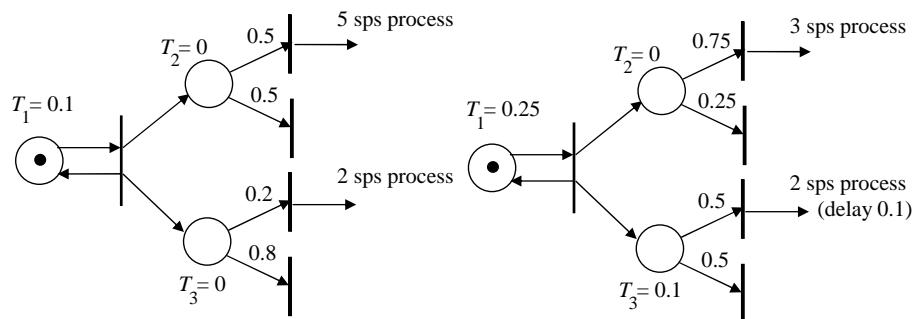 5 sps process
0.5
T2 = 0
0.5
T1 = 0.1
2 sps process
0.2
0.8
T3 = 0
3 sps process
0.75
T2 = 0
0.25
T1 = 0.25
2 sps process
(delay 0.1)
0.5
0.5
T3 = 0.1